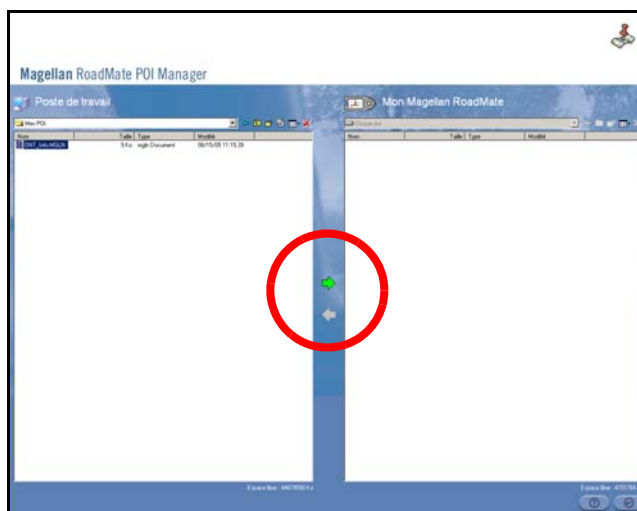 Magellan RoadMate POI Manager
Poste de travail
Mon Magellan RoadMate
Mes POI
Nom Taille Type Modifié
Nom Taille Type Modifié
mgln Document 08/15/05 11:15:39
Espace libre :
Espace libre :